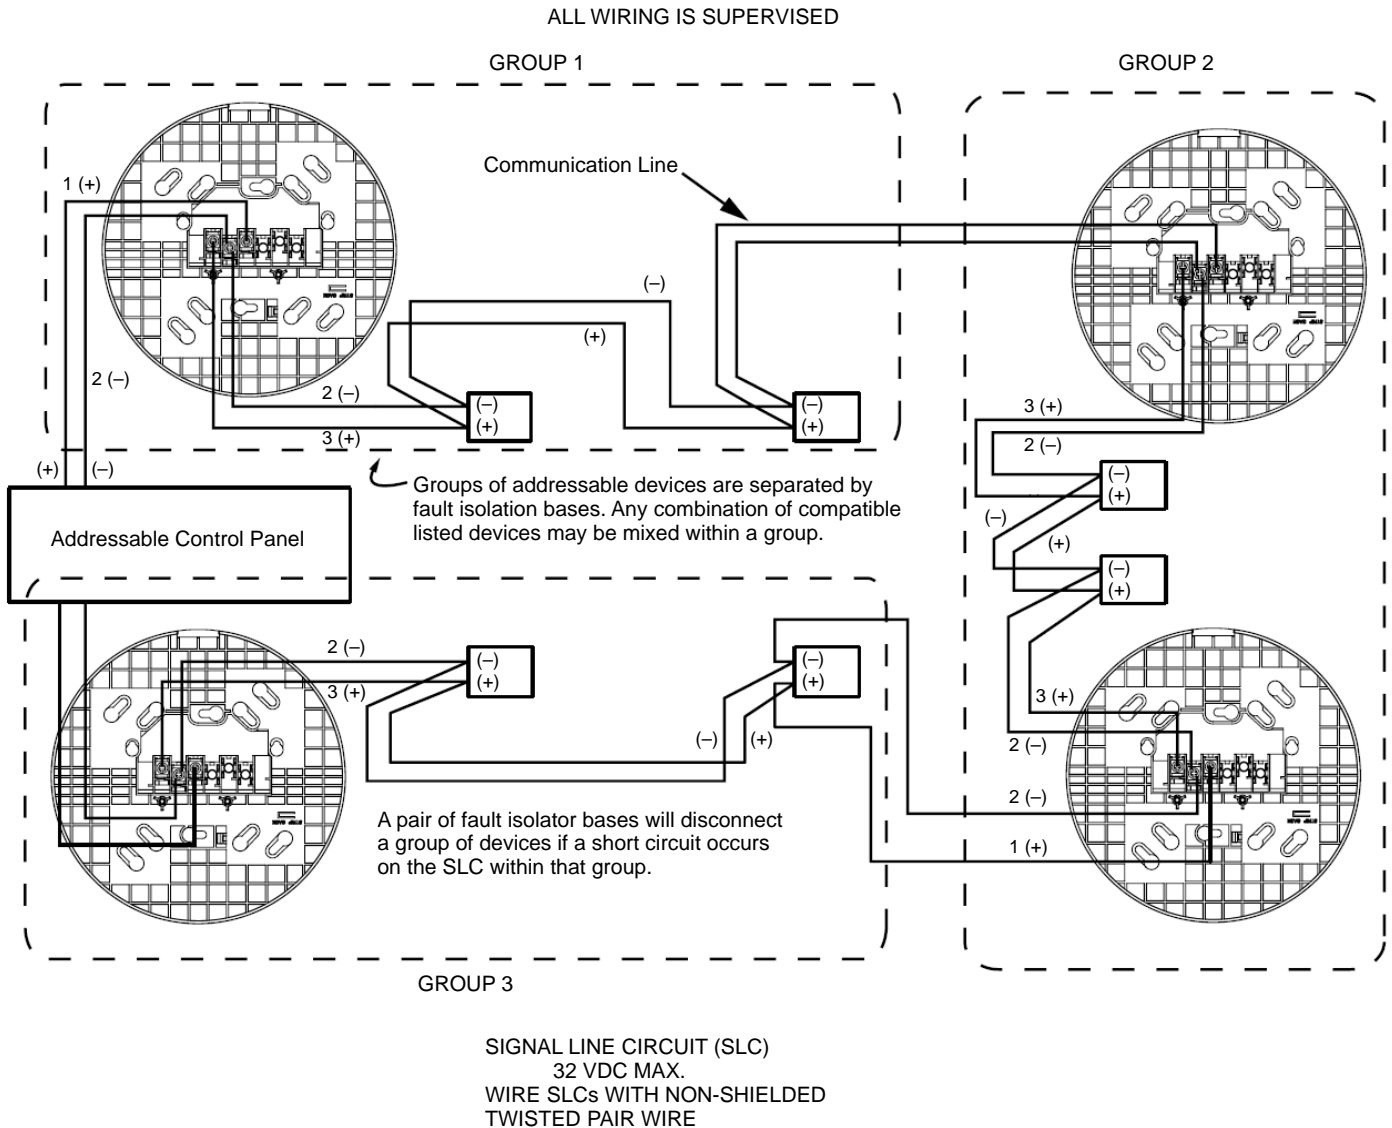 ALL WIRING IS SUPERVISED
GROUP 1
GROUP 2
Communication Line
1 (+)
(–)
(+)
2 (–)
2 (–)
(–)
(+)
3 (+)
(–)
(+)
3 (+)
2 (–)
(+)
(–)
Groups of addressable devices are separated by
fault isolation bases. Any combination of compatible
listed devices may be mixed within a group.
(–)
(+)
(–)
(+)
Addressable Control Panel
(–)
(+)
2 (–)
(–)
(+)
3 (+)
(–)
(+)
3 (+)
(–)
(+)
2 (–)
2 (–)
1 (+)
A pair of fault isolator bases will disconnect
a group of devices if a short circuit occurs
on the SLC within that group.
GROUP 3
SIGNAL LINE CIRCUIT (SLC)
32 VDC MAX.
WIRE SLCs WITH NON-SHIELDED
TWISTED PAIR WIRE